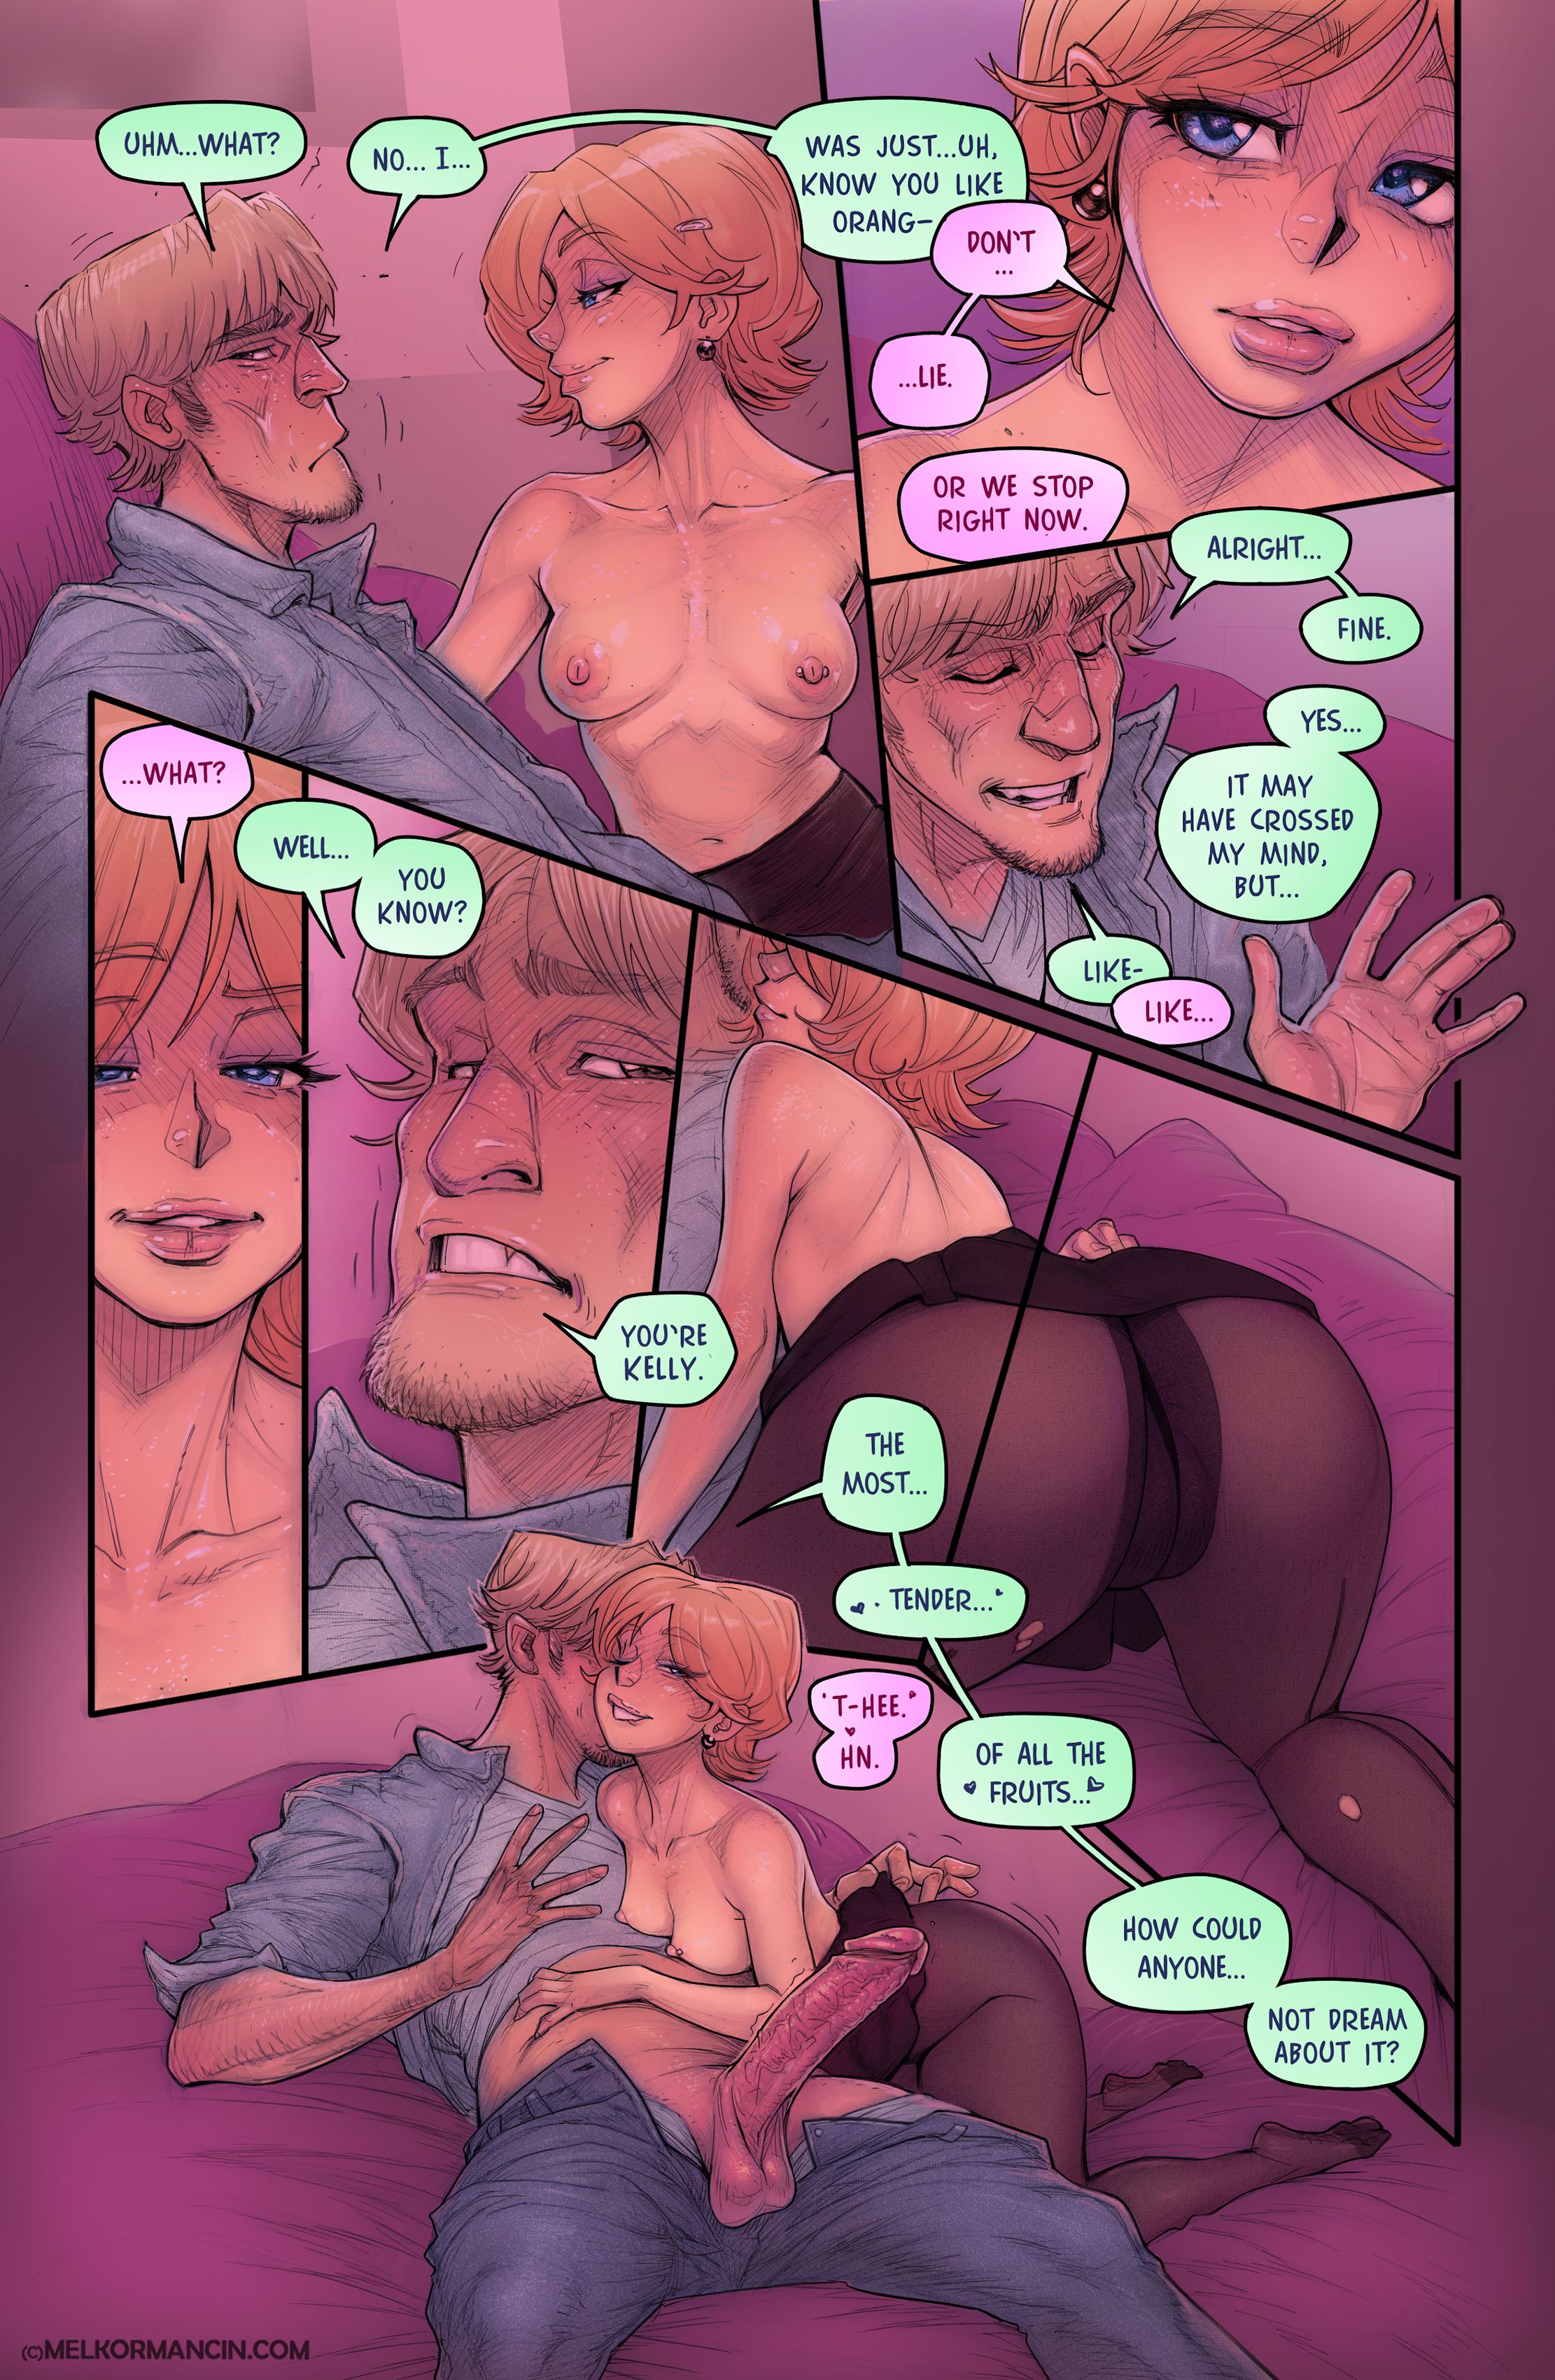 UHM...WHAT?
NO... I...
WAS JUST...UH,
KNOW YOU LIKE
ORANG-
DON'T
...
...LIE.
OR WE STOP
RIGHT NOW.
ALRIGHT...
FINE.
YES...
IT MAY
HAVE CROSSED
MY MIND,
BUT...
LIKE-
LIKE...
...WHAT?
WELL...
YOU
KNOW?
YOU'RE
KELLY.
THE
MOST...
TENDER...
OF ALL THE
FRUITS...
T-HEE.
HN.
HOW COULD
ANYONE...
NOT DREAM
ABOUT IT?
(C)MELKORMANCIN.COM